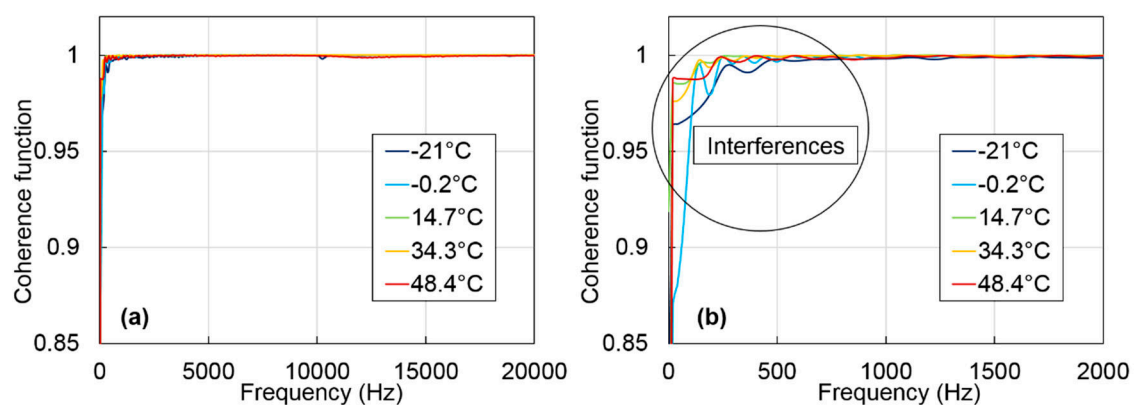 Coherence function
1
0.95
0.9
0.85
-21°C
-0.2°C
14.7°C
34.3°C
48.4°C
(a)
0
5000
10000
15000
20000
Frequency (Hz)
Coherence function
1
0.95
0.9
0.85
Interferences
-21°C
-0.2°C
14.7°C
34.3°C
48.4°C
(b)
0
500
1000
1500
2000
Frequency (Hz)